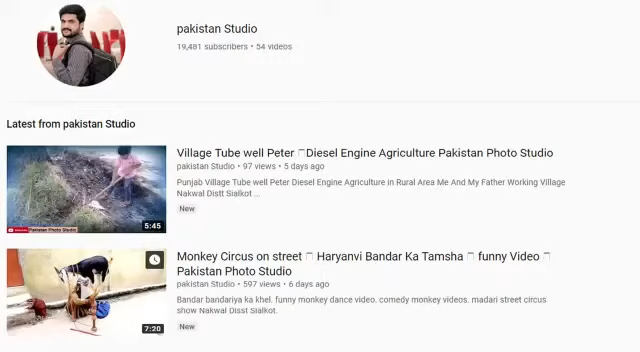 pakistan Studio
19,481 subscribers • 54 videos
Latest from pakistan Studio
Village Tube well Peter Diesel Engine Agriculture Pakistan Photo Studio
pakistan Studio • 97 views • 5 days ago
Punjab Village Tube well Peter Diesel Engine Agriculture in Rural Area Me And My Father Working Village
Nakwal Distt Sialkot ...
New
5:45
Pakistan Photo Studio
Monkey Circus on street Haryanvi Bandar Ka Tamsha funny Video
Pakistan Photo Studio
pakistan Studio • 597 views • 6 days ago
Bandar bandariya ka khel. funny monkey dance video. comedy monkey videos. madari street circus
show Nakwal Disst Sialkot.
New
7:20